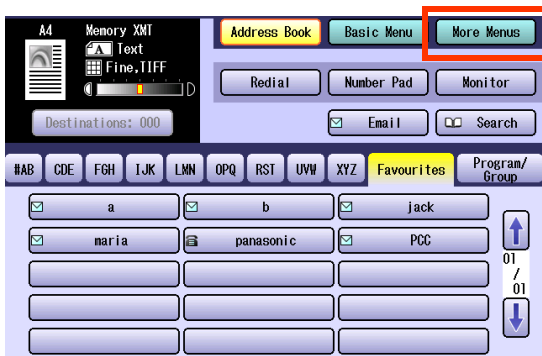 A4 Memory XMT
A Text
Fine,TIFF
Address Book Basic Menu More Menus
Redial Number Pad Monitor
Destinations: 000 Email Search
#AB CDE FGH IJK LMN OPQ RST UVW XYZ Favourites Program/
Group
a b jack
maria panasonic PCC
01
/
01